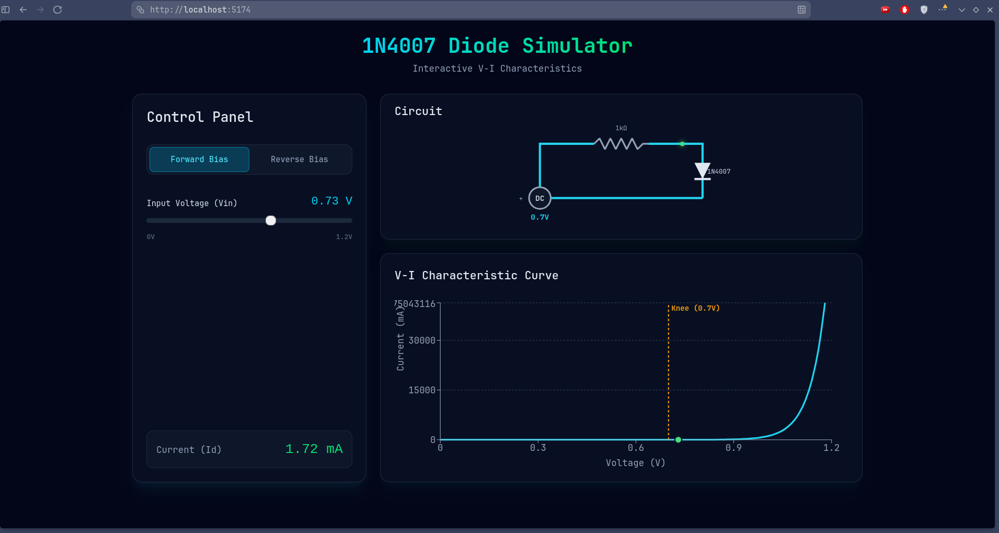 http://localhost:5174
1N4007 Diode Simulator
Interactive V-I Characteristics
Control Panel
Forward Bias
Reverse Bias
Input Voltage (Vin)
0.73 V
0V
1.2V
Current (Id)
1.72 mA
Circuit
1kΩ
1N4007
+
DC
0.7V
V-I Characteristic Curve
75043116
30000
15000
0
Current (mA)
Knee (0.7V)
0
0.3
0.6
0.9
1.2
Voltage (V)